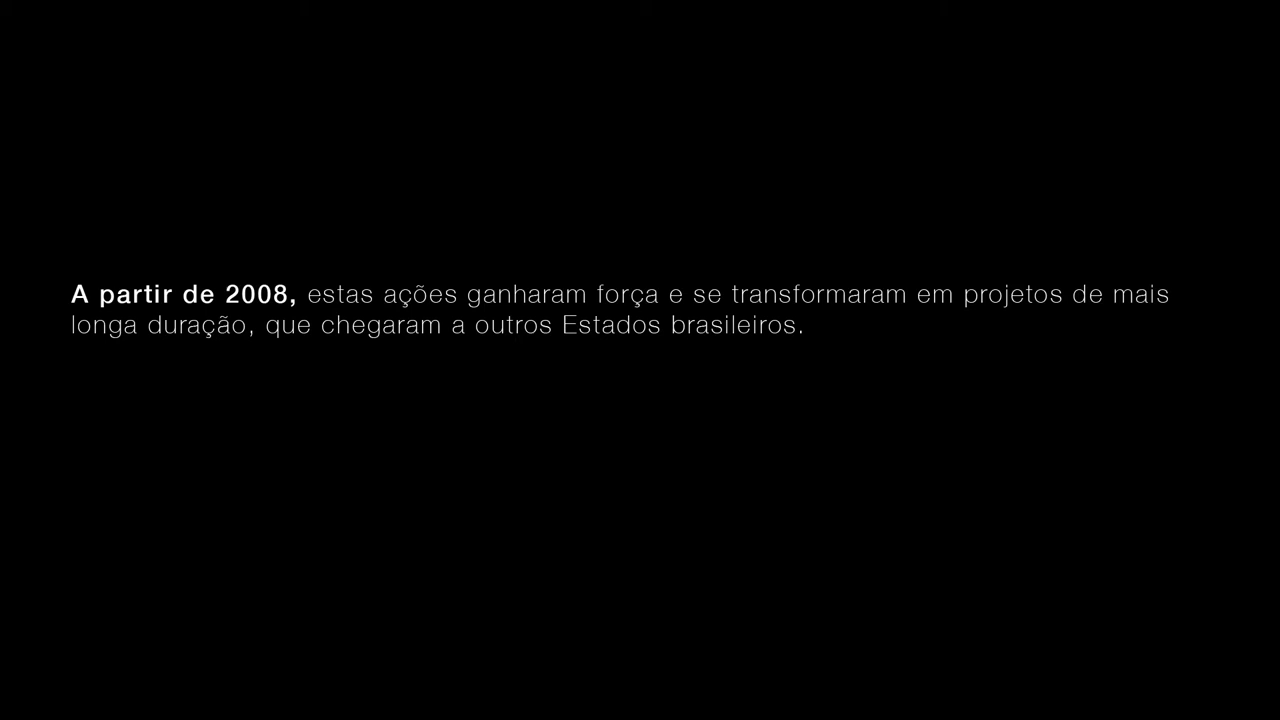 A partir de 2008, estas ações ganharam força e se transformaram em projetos de mais
longa duração, que chegaram a outros Estados brasileiros.